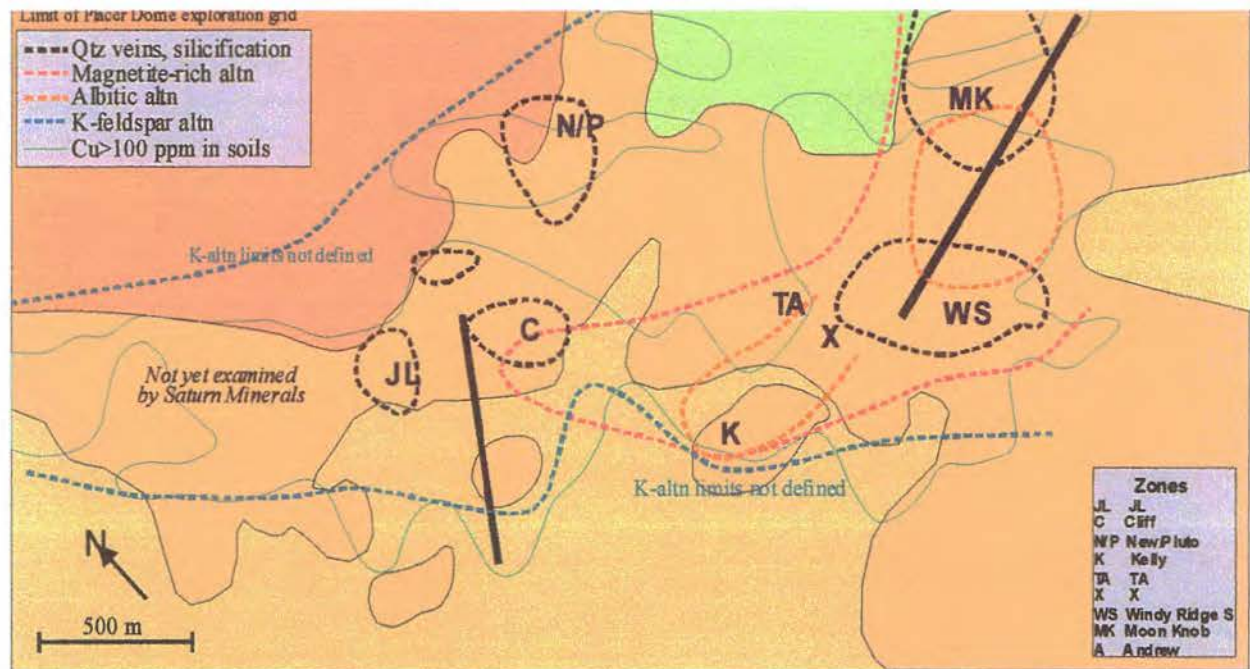 Limit of Placer Dome exploration grid
Qtz veins, silicification
Magnetite-rich altn
Albitic altn
K-feldspar altn
Cu>100 ppm in soils
MK
N/P
K-altn limits not defined
TA
X
WS
C
JL
Not yet examined
by Saturn Minerals
K
K-altn limits not defined
N
500 m
Zones
JL JL
C Cliff
N/P New/Pluto
K Kelly
TA TA
X X
WS Windy Ridge S
MK Moon Knob
A Andrew